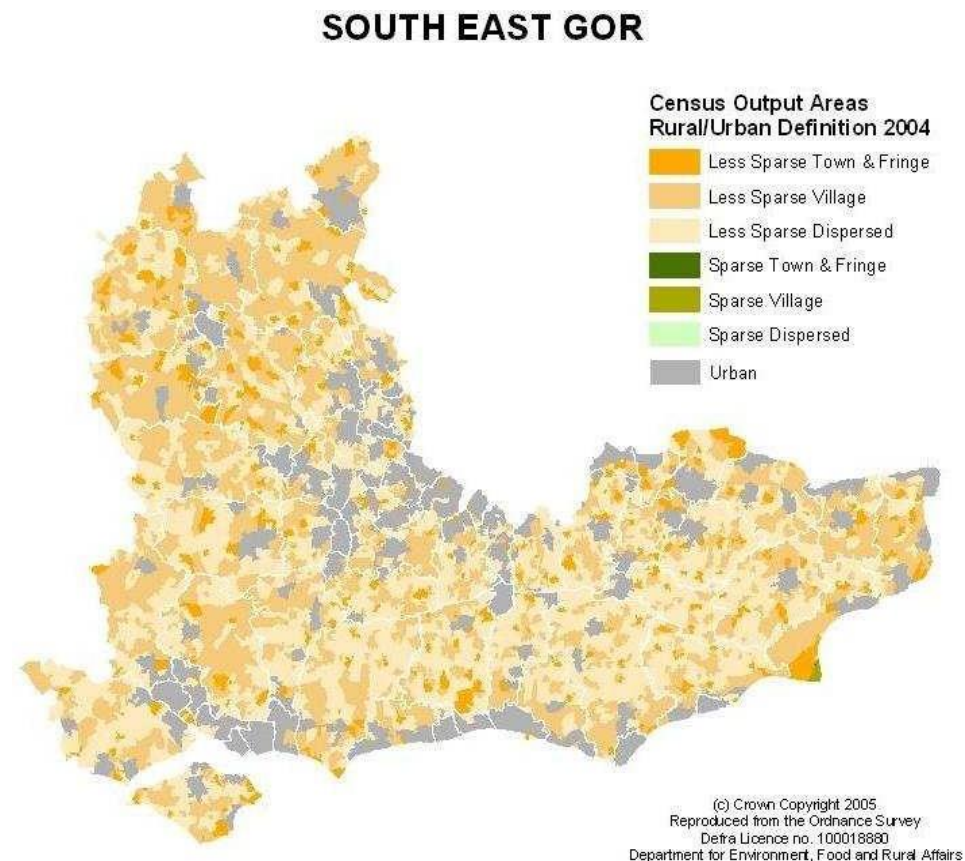 SOUTH EAST GOR
Census Output Areas
Rural/Urban Definition 2004
Less Sparse Town & Fringe
Less Sparse Village
Less Sparse Dispersed
Sparse Town & Fringe
Sparse Village
Sparse Dispersed
Urban
(c) Crown Copyright 2005
Reproduced from the Ordnance Survey
Defra Licence no. 100018880
Department for Environment, Food and Rural Affairs